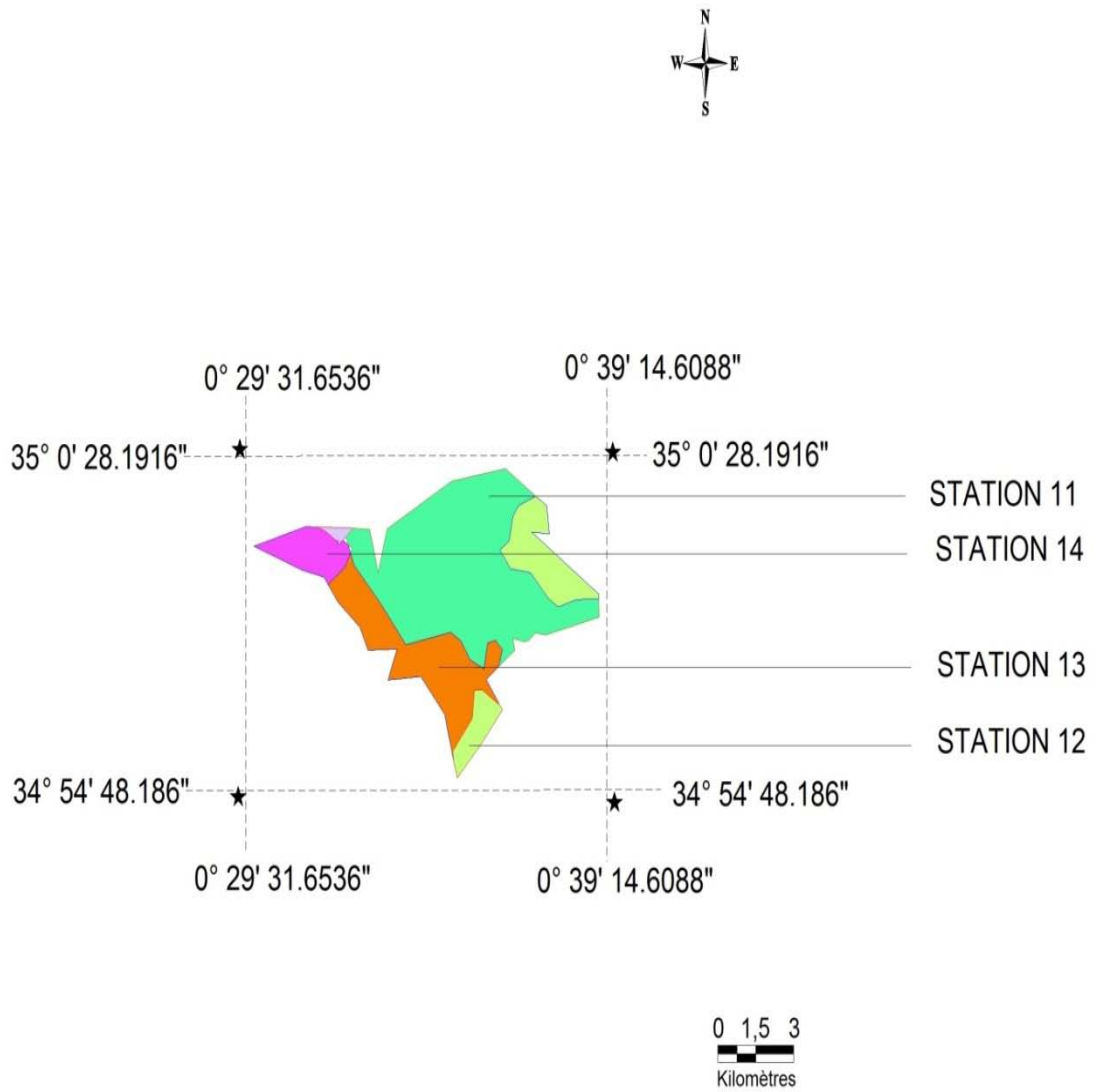 N
W E
S
0° 29' 31.6536" 0° 39' 14.6088"
35° 0' 28.1916" 35° 0' 28.1916"
STATION 11
STATION 14
STATION 13
STATION 12
34° 54' 48.186" 34° 54' 48.186"
0° 29' 31.6536" 0° 39' 14.6088"
0 1,5 3
Kilomètres